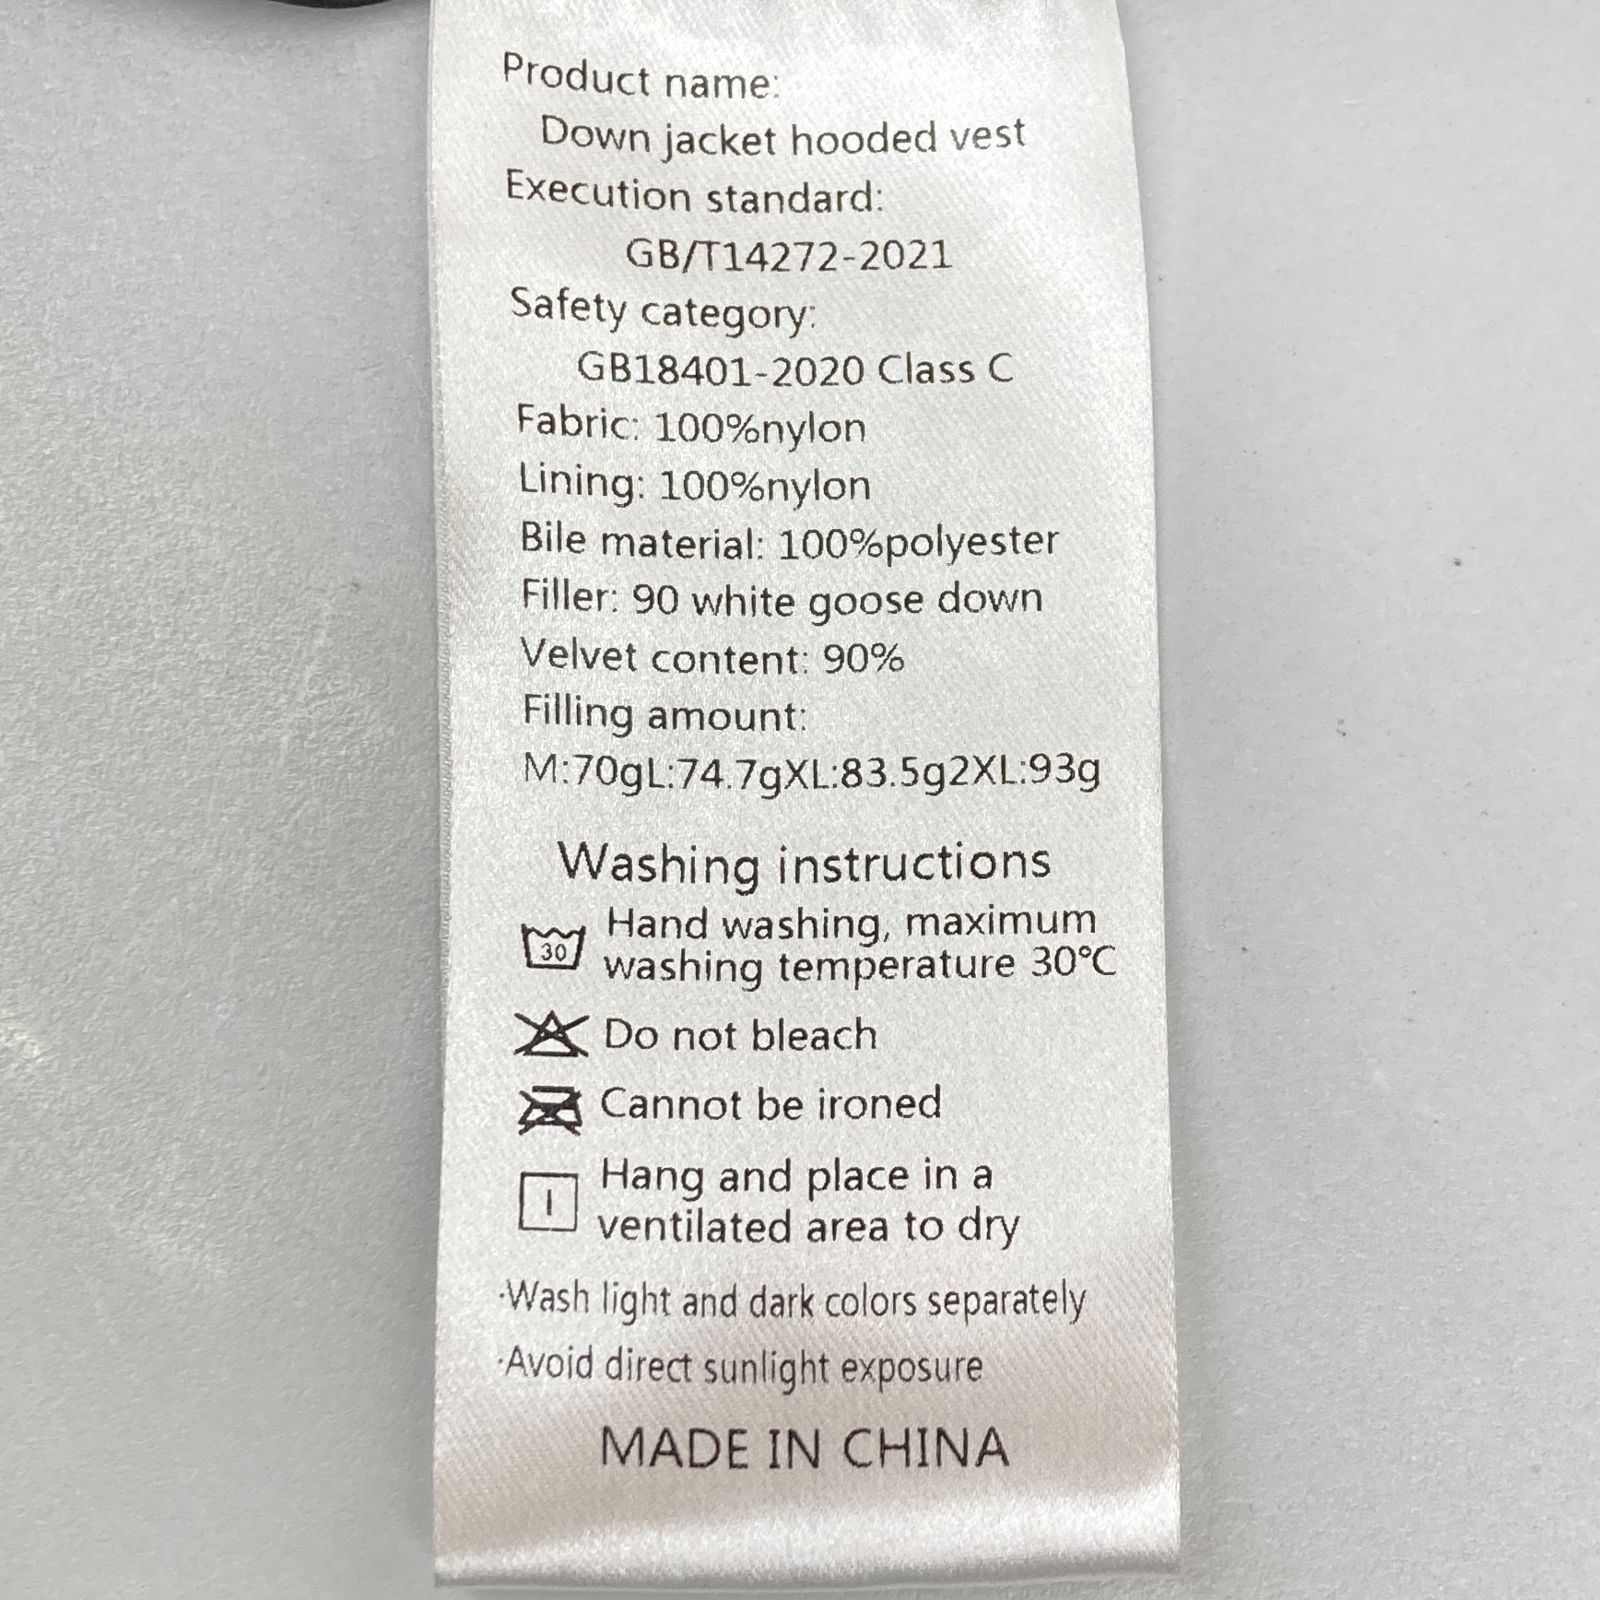 Product name:
Down jacket hooded vest
Execution standard:
GB/T14272-2021
Safety category:
GB18401-2020 Class C
Fabric: 100%nylon
Lining: 100%nylon
Bile material: 100%polyester
Filler: 90 white goose down
Velvet content: 90%
Filling amount:
M:70gL:74.7gXL:83.5g2XL:93g
Washing instructions
30 Hand washing, maximum
washing temperature 30°C
Do not bleach
Cannot be ironed
Hang and place in a
ventilated area to dry
·Wash light and dark colors separately
·Avoid direct sunlight exposure
MADE IN CHINA